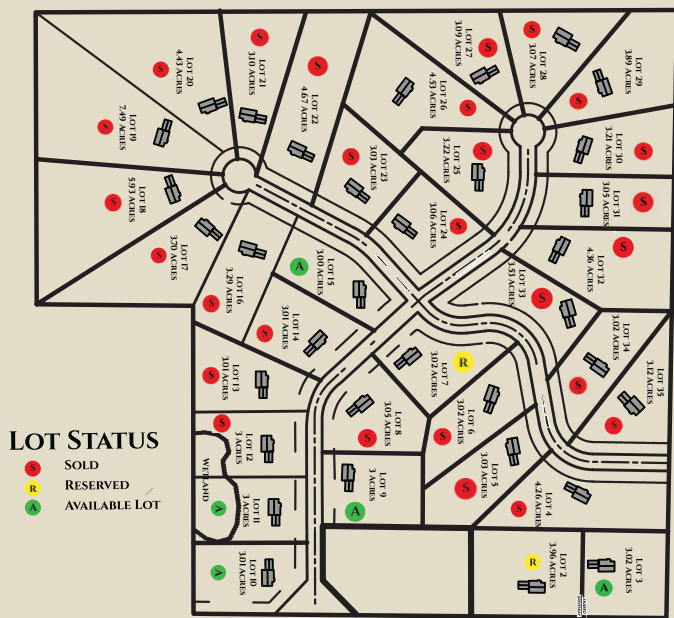 Lot 20
4.43 Acres
S
Lot 21
3.10 Acres
S
Lot 22
4.67 Acres
S
Lot 27
3.09 Acres
S
Lot 28
3.07 Acres
S
Lot 29
3.89 Acres
S
Lot 19
7.49 Acres
S
Lot 26
4.53 Acres
S
Lot 23
3.03 Acres
S
Lot 25
3.22 Acres
S
Lot 30
3.21 Acres
S
Lot 18
5.93 Acres
S
Lot 31
3.05 Acres
S
Lot 24
3.06 Acres
S
Lot 17
3.70 Acres
S
Lot 16
3.29 Acres
S
Lot 15
3.00 Acres
A
Lot 32
4.36 Acres
S
Lot 33
3.53 Acres
S
Lot 14
3.01 Acres
S
Lot 34
3.02 Acres
S
Lot 35
3.12 Acres
S
Lot 13
3.01 Acres
S
Lot 7
3.02 Acres
R
Lot 8
3.05 Acres
S
Lot 6
3.02 Acres
S
Lot 12
3 Acres
S
Wetland
Lot 9
3 Acres
A
Lot 5
3.03 Acres
S
Lot 4
4.26 Acres
S
Lot 11
3 Acres
A
Lot 10
3.01 Acres
A
Lot 2
3.96 Acres
R
Lot 3
3.02 Acres
A
Lot Status
S Sold
R Reserved
A Available Lot